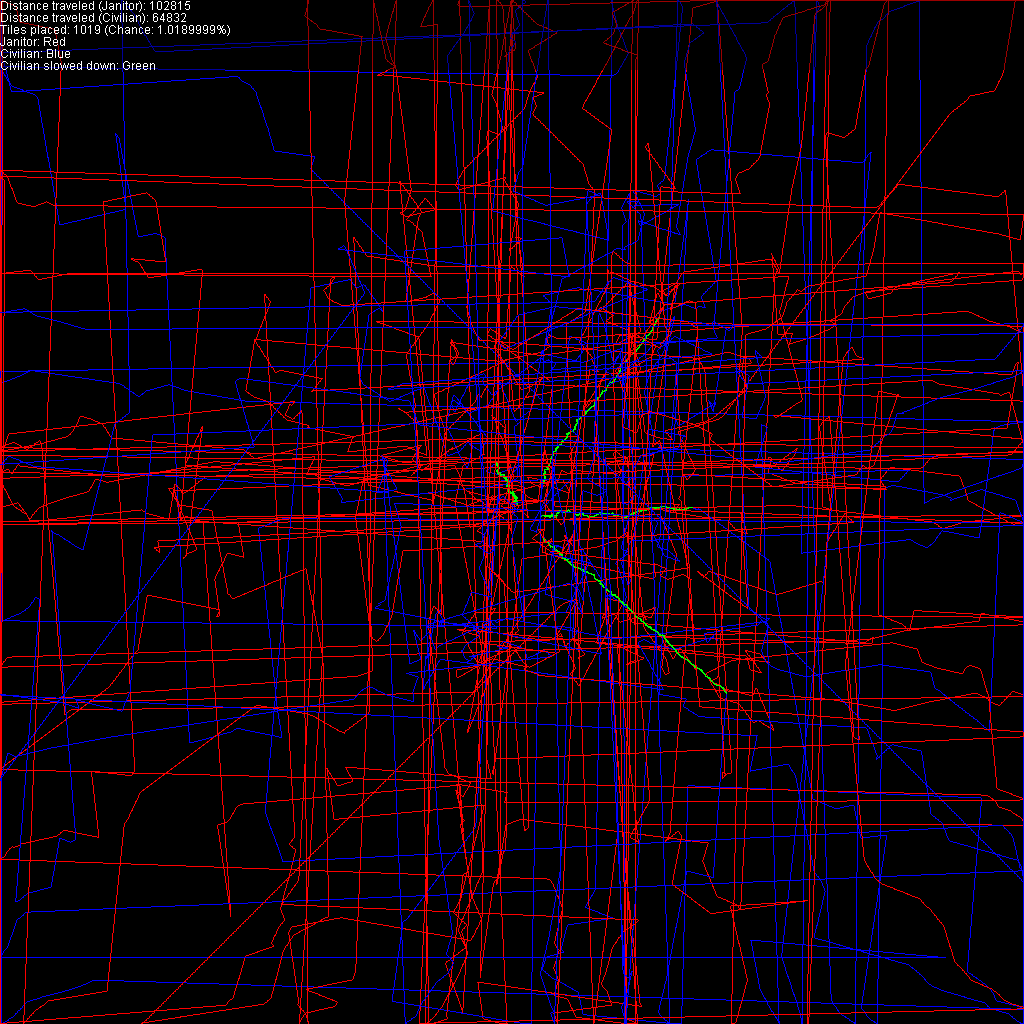 Distance traveled (Janitor): 102815
Distance traveled (Civilian): 64832
Tiles placed: 1019 (Chance: 1.0189999%)
Janitor: Red
Civilian: Blue
Civilian slowed down: Green